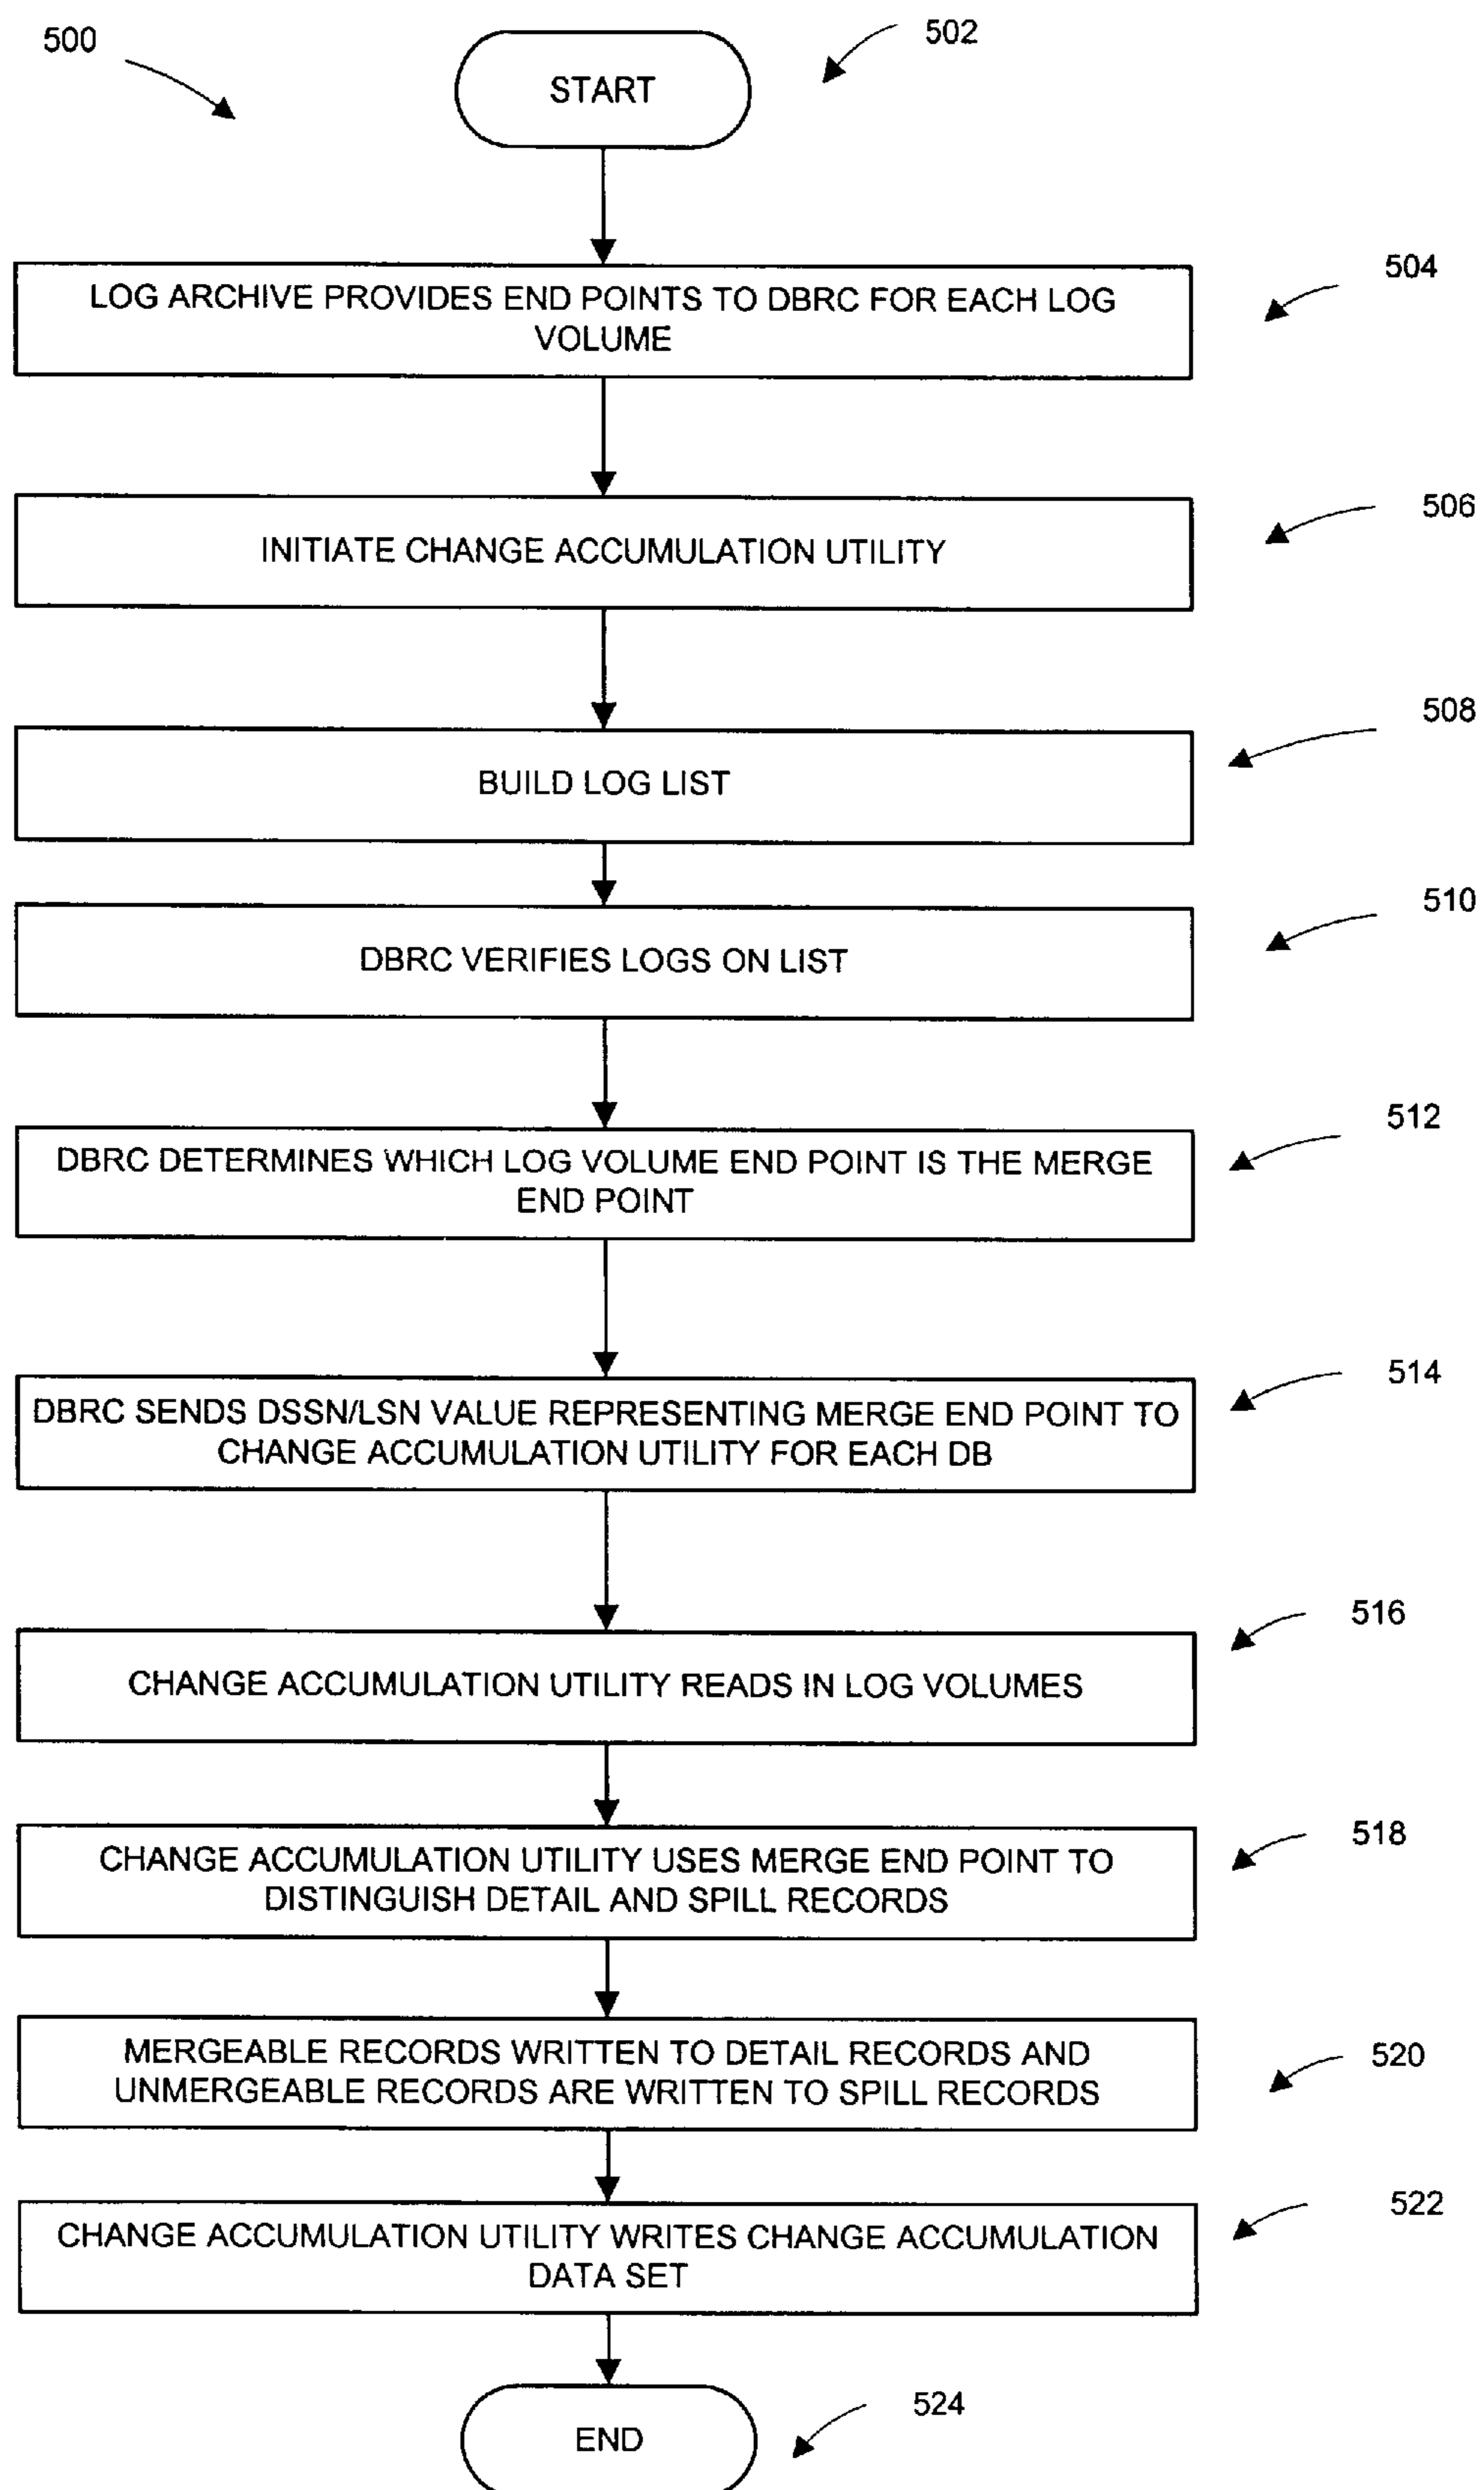 500
502
START
504
LOG ARCHIVE PROVIDES END POINTS TO DBRC FOR EACH LOG
VOLUME
506
INITIATE CHANGE ACCUMULATION UTILITY
508
BUILD LOG LIST
510
DBRC VERIFIES LOGS ON LIST
512
DBRC DETERMINES WHICH LOG VOLUME END POINT IS THE MERGE
END POINT
514
DBRC SENDS DSSN/LSN VALUE REPRESENTING MERGE END POINT TO
CHANGE ACCUMULATION UTILITY FOR EACH DB
516
CHANGE ACCUMULATION UTILITY READS IN LOG VOLUMES
518
CHANGE ACCUMULATION UTILITY USES MERGE END POINT TO
DISTINGUISH DETAIL AND SPILL RECORDS
520
MERGEABLE RECORDS WRITTEN TO DETAIL RECORDS AND
UNMERGEABLE RECORDS ARE WRITTEN TO SPILL RECORDS
522
CHANGE ACCUMULATION UTILITY WRITES CHANGE ACCUMULATION
DATA SET
524
END